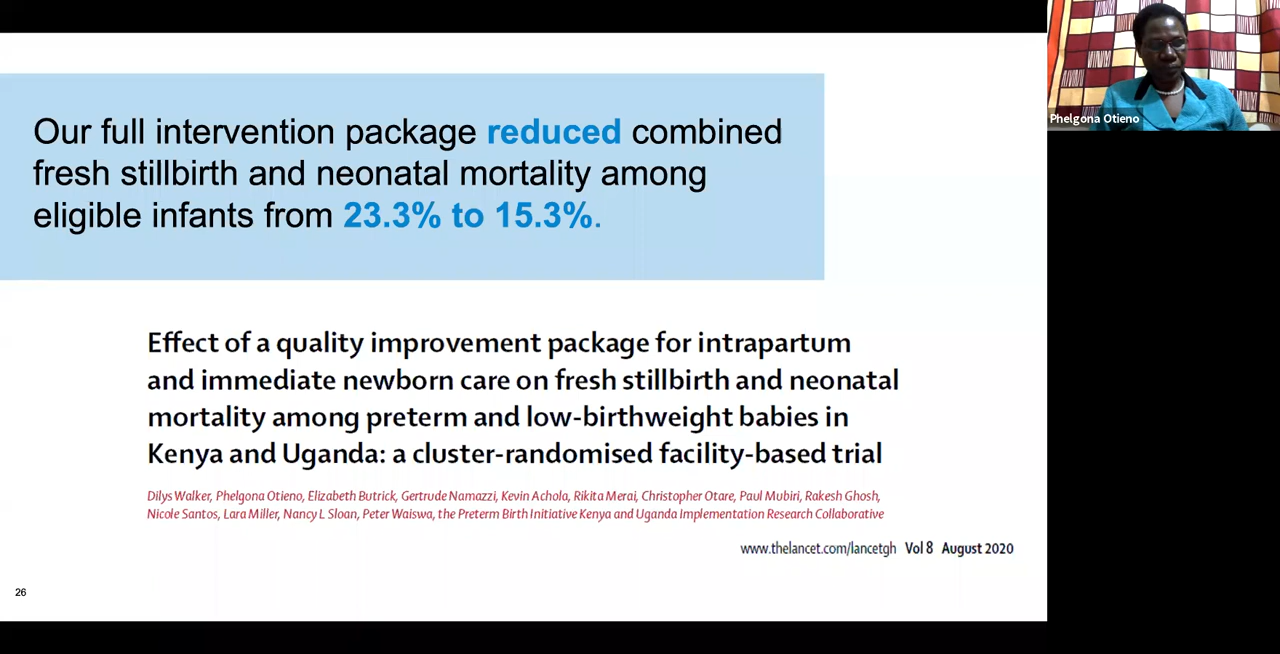 Our full intervention package reduced combined
fresh stillbirth and neonatal mortality among
eligible infants from 23.3% to 15.3%.
Effect of a quality improvement package for intrapartum
and immediate newborn care on fresh stillbirth and neonatal
mortality among preterm and low-birthweight babies in
Kenya and Uganda: a cluster-randomised facility-based trial
Dilys Walker, Phelgona Otieno, Elizabeth Butrick, Gertrude Namazzi, Kevin Achola, Rikita Merai, Christopher Otare, Paul Mubiri, Rakesh Ghosh,
Nicole Santos, Lara Miller, Nancy L Sloan, Peter Waiswa, the Preterm Birth Initiative Kenya and Uganda Implementation Research Collaborative
www.thelancet.com/lancetgh Vol 8 August 2020
26
Phelgona Otieno